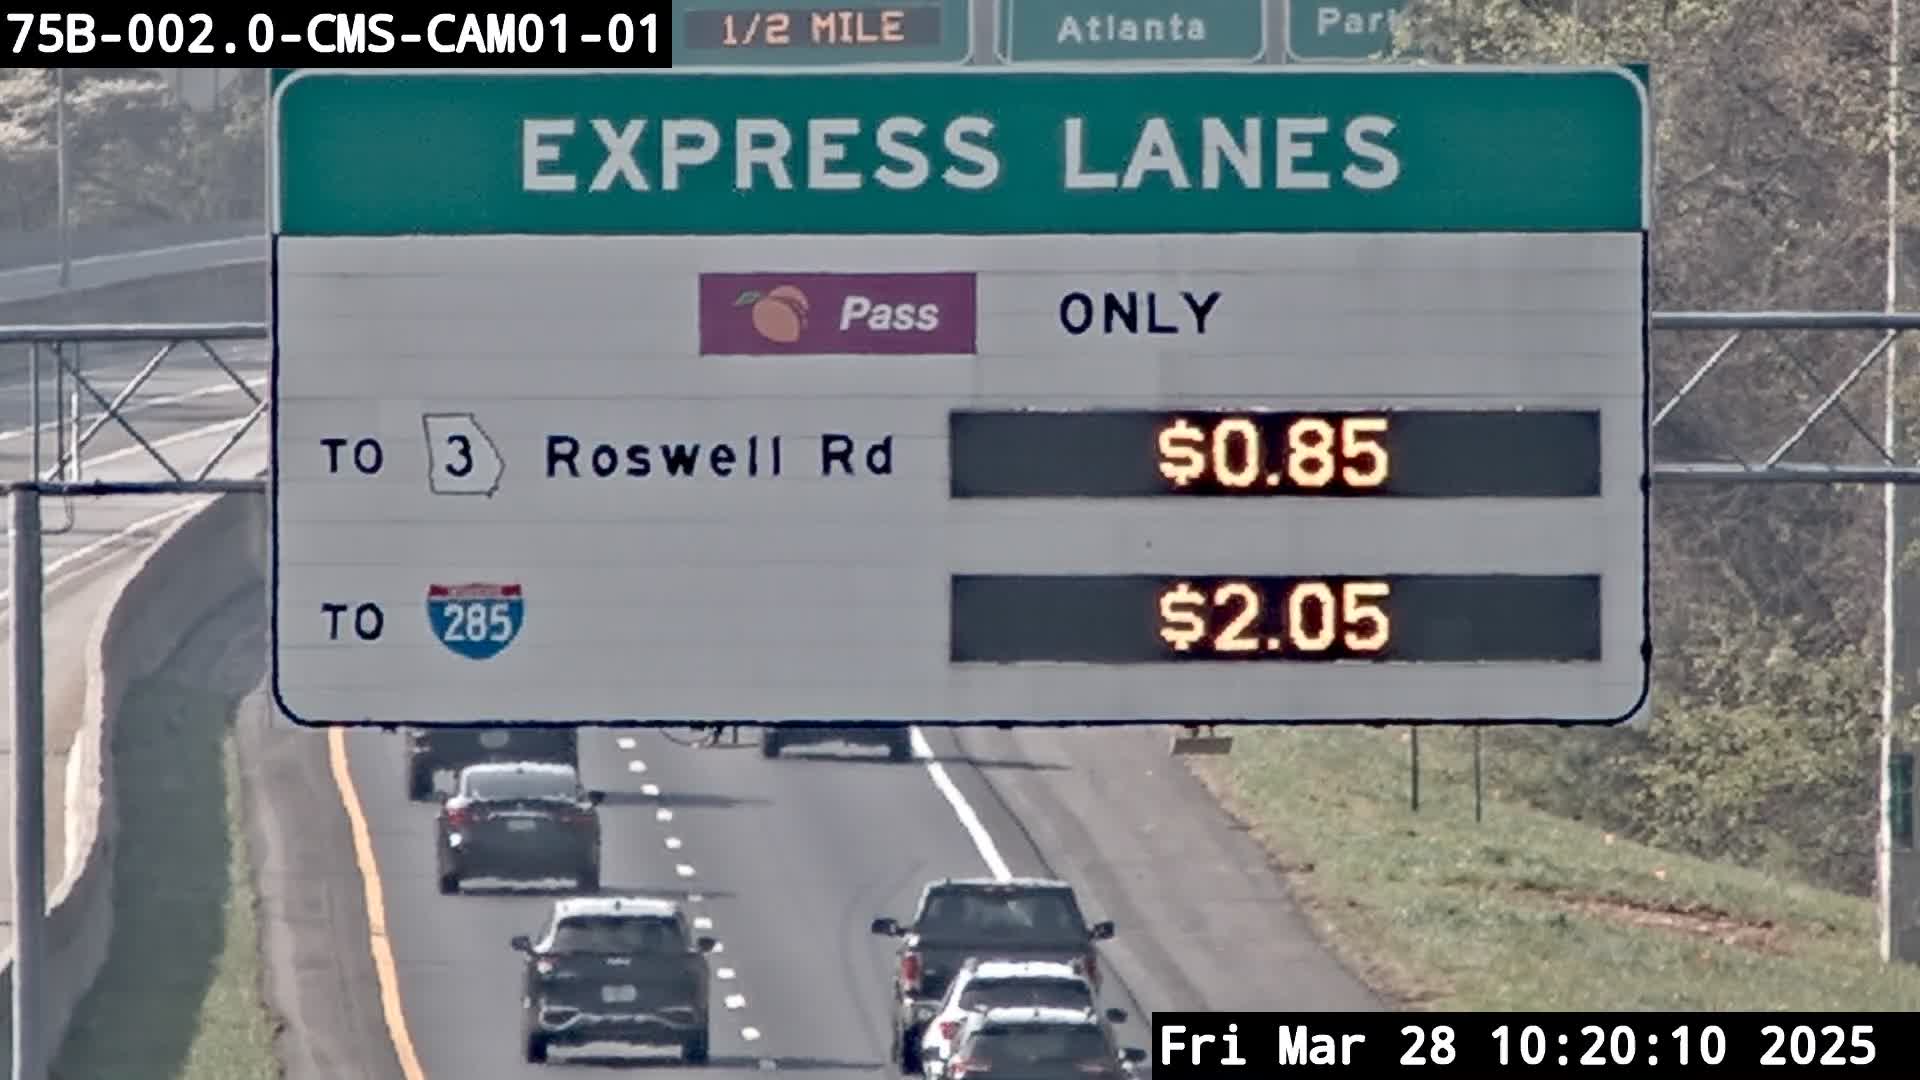 75B-002.0-CMS-CAM01-01
1/2 MILE
Atlanta
EXPRESS LANES
Pass ONLY
TO 3 Roswell Rd $0.85
TO 285 $2.05
Fri Mar 28 10:20:10 2025